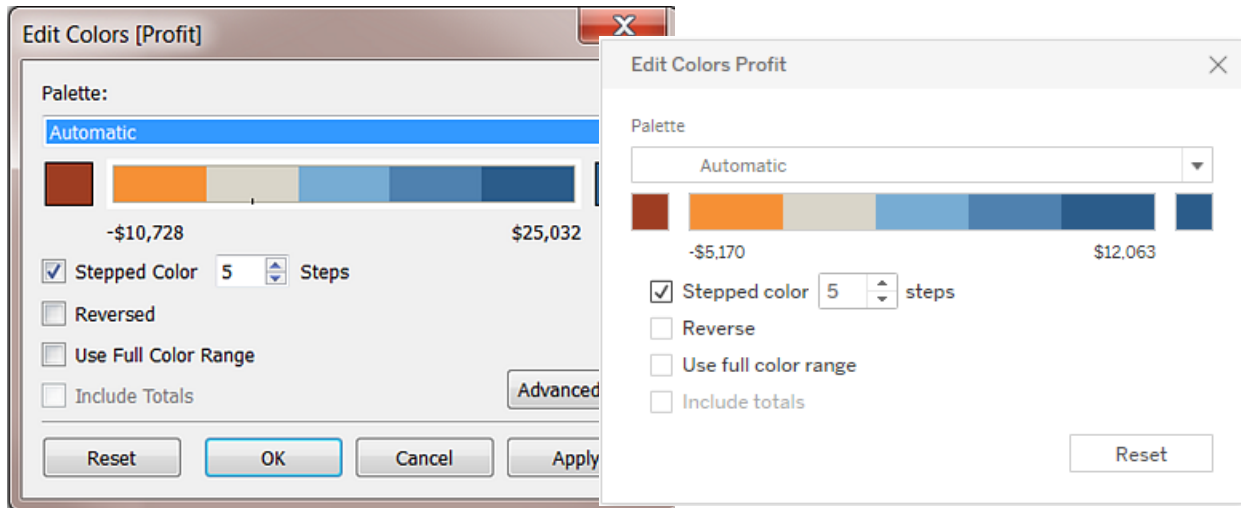 Edit Colors [Profit]
Palette:
Automatic
-$10,728 $25,032
Stepped Color 5 Steps
Reversed
Use Full Color Range
Include Totals
Advanced
Reset OK Cancel Apply
Edit Colors Profit
Palette
Automatic
-$5,170 $12,063
Stepped color 5 steps
Reverse
Use full color range
Include totals
Reset